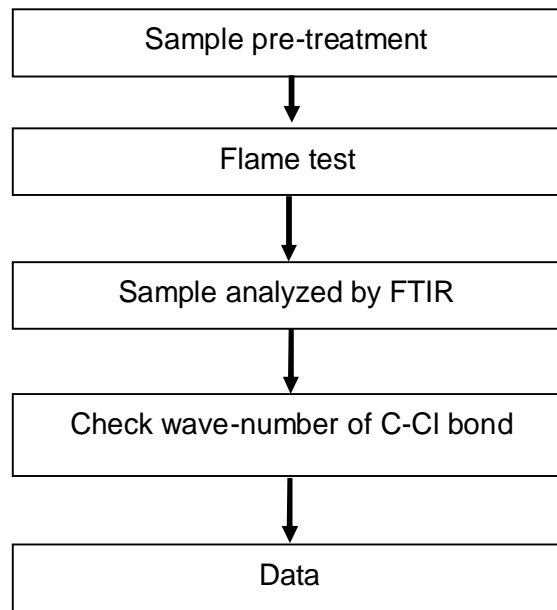 Sample pre-treatment
Flame test
Sample analyzed by FTIR
Check wave-number of C-Cl bond
Data